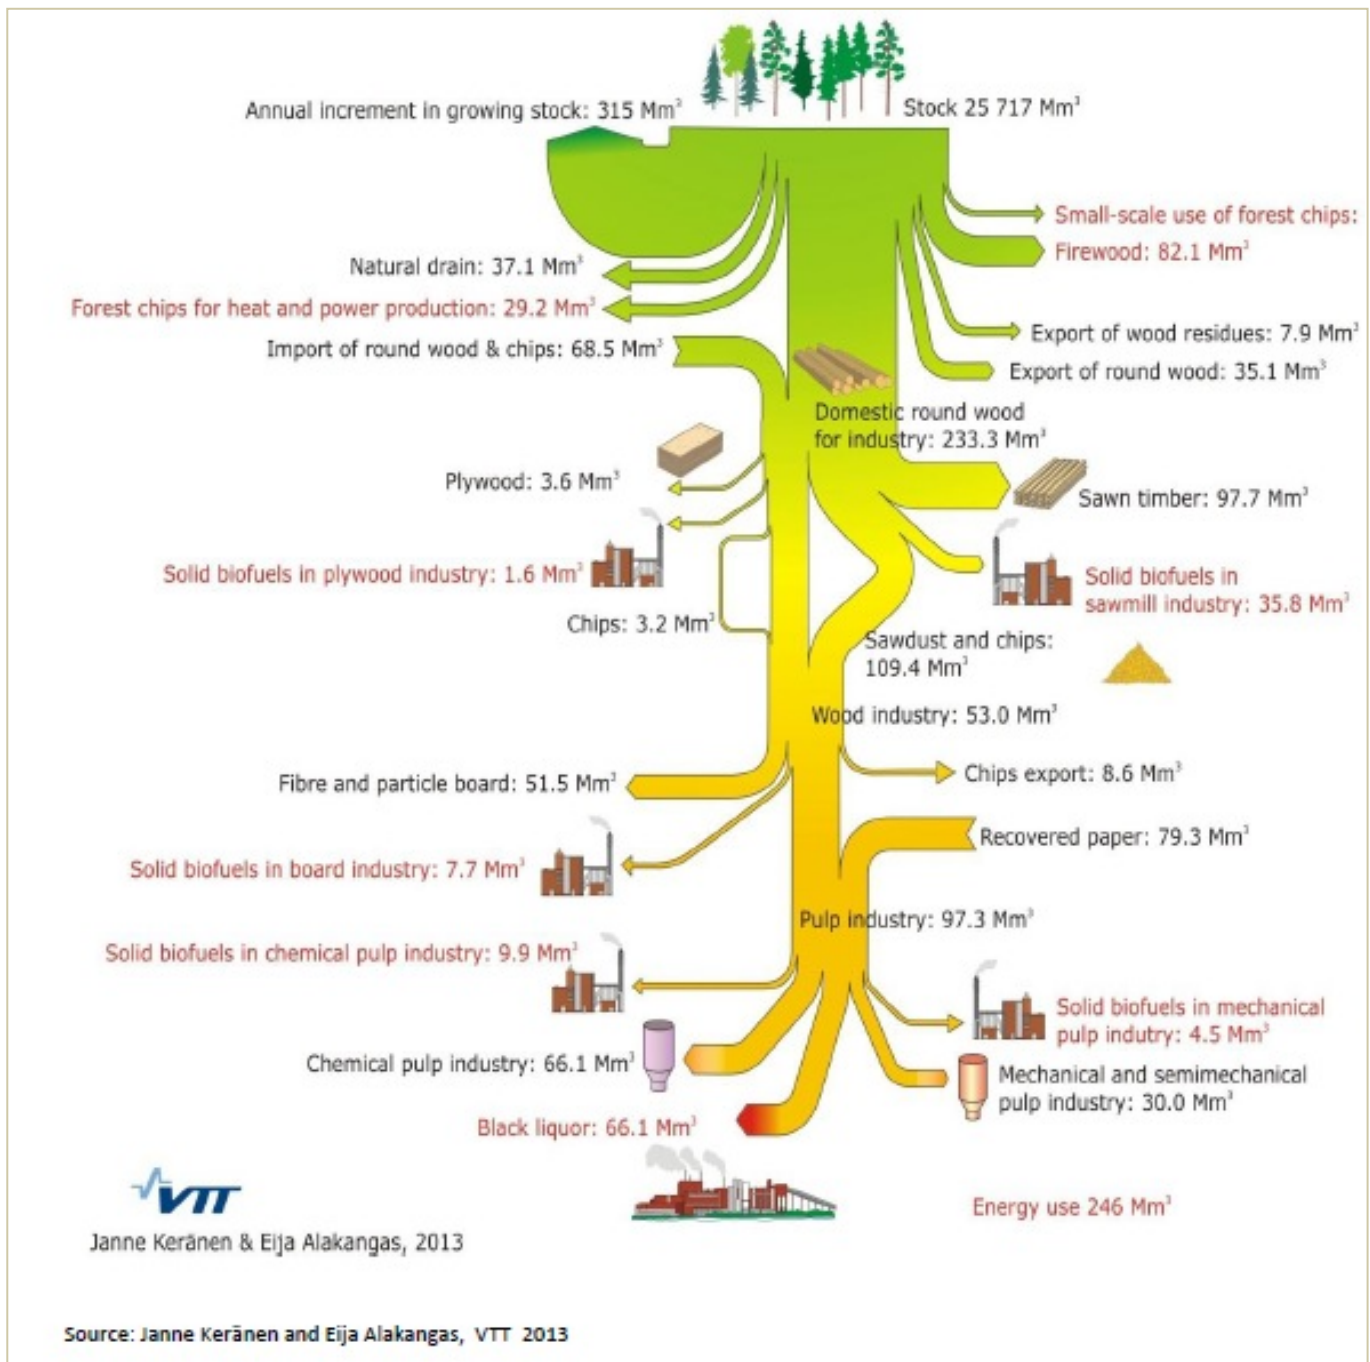 Annual increment in growing stock: 315 Mm³
Stock 25 717 Mm³
Small-scale use of forest chips:
Firewood: 82.1 Mm³
Natural drain: 37.1 Mm³
Forest chips for heat and power production: 29.2 Mm³
Import of round wood & chips: 68.5 Mm³
Export of wood residues: 7.9 Mm³
Export of round wood: 35.1 Mm³
Domestic round wood
for industry: 233.3 Mm³
Plywood: 3.6 Mm³
Sawn timber: 97.7 Mm³
Solid biofuels in plywood industry: 1.6 Mm³
Solid biofuels in
sawmill industry: 35.8 Mm³
Chips: 3.2 Mm³
Sawdust and chips:
109.4 Mm³
Wood industry: 53.0 Mm³
Fibre and particle board: 51.5 Mm³
Chips export: 8.6 Mm³
Recovered paper: 79.3 Mm³
Solid biofuels in board industry: 7.7 Mm³
Pulp industry: 97.3 Mm³
Solid biofuels in chemical pulp industry: 9.9 Mm³
Solid biofuels in mechanical
pulp indutry: 4.5 Mm³
Chemical pulp industry: 66.1 Mm³
Mechanical and semimechanical
pulp industry: 30.0 Mm³
Black liquor: 66.1 Mm³
VTT
Energy use 246 Mm³
Janne Keränen & Eija Alakangas, 2013
Source: Janne Keränen and Eija Alakangas, VTT 2013